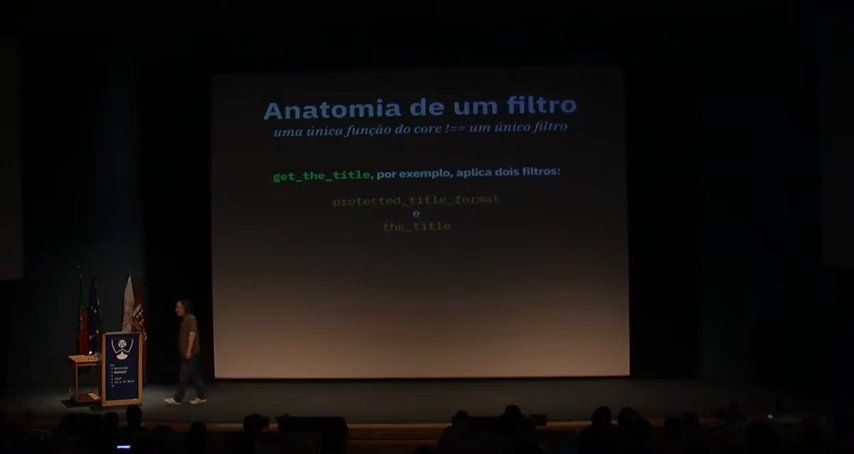 Anatomia de um filtro
uma única função do core !== um único filtro
get_the_title, por exemplo, aplica dois filtros:
protected_title_format
e
the_title